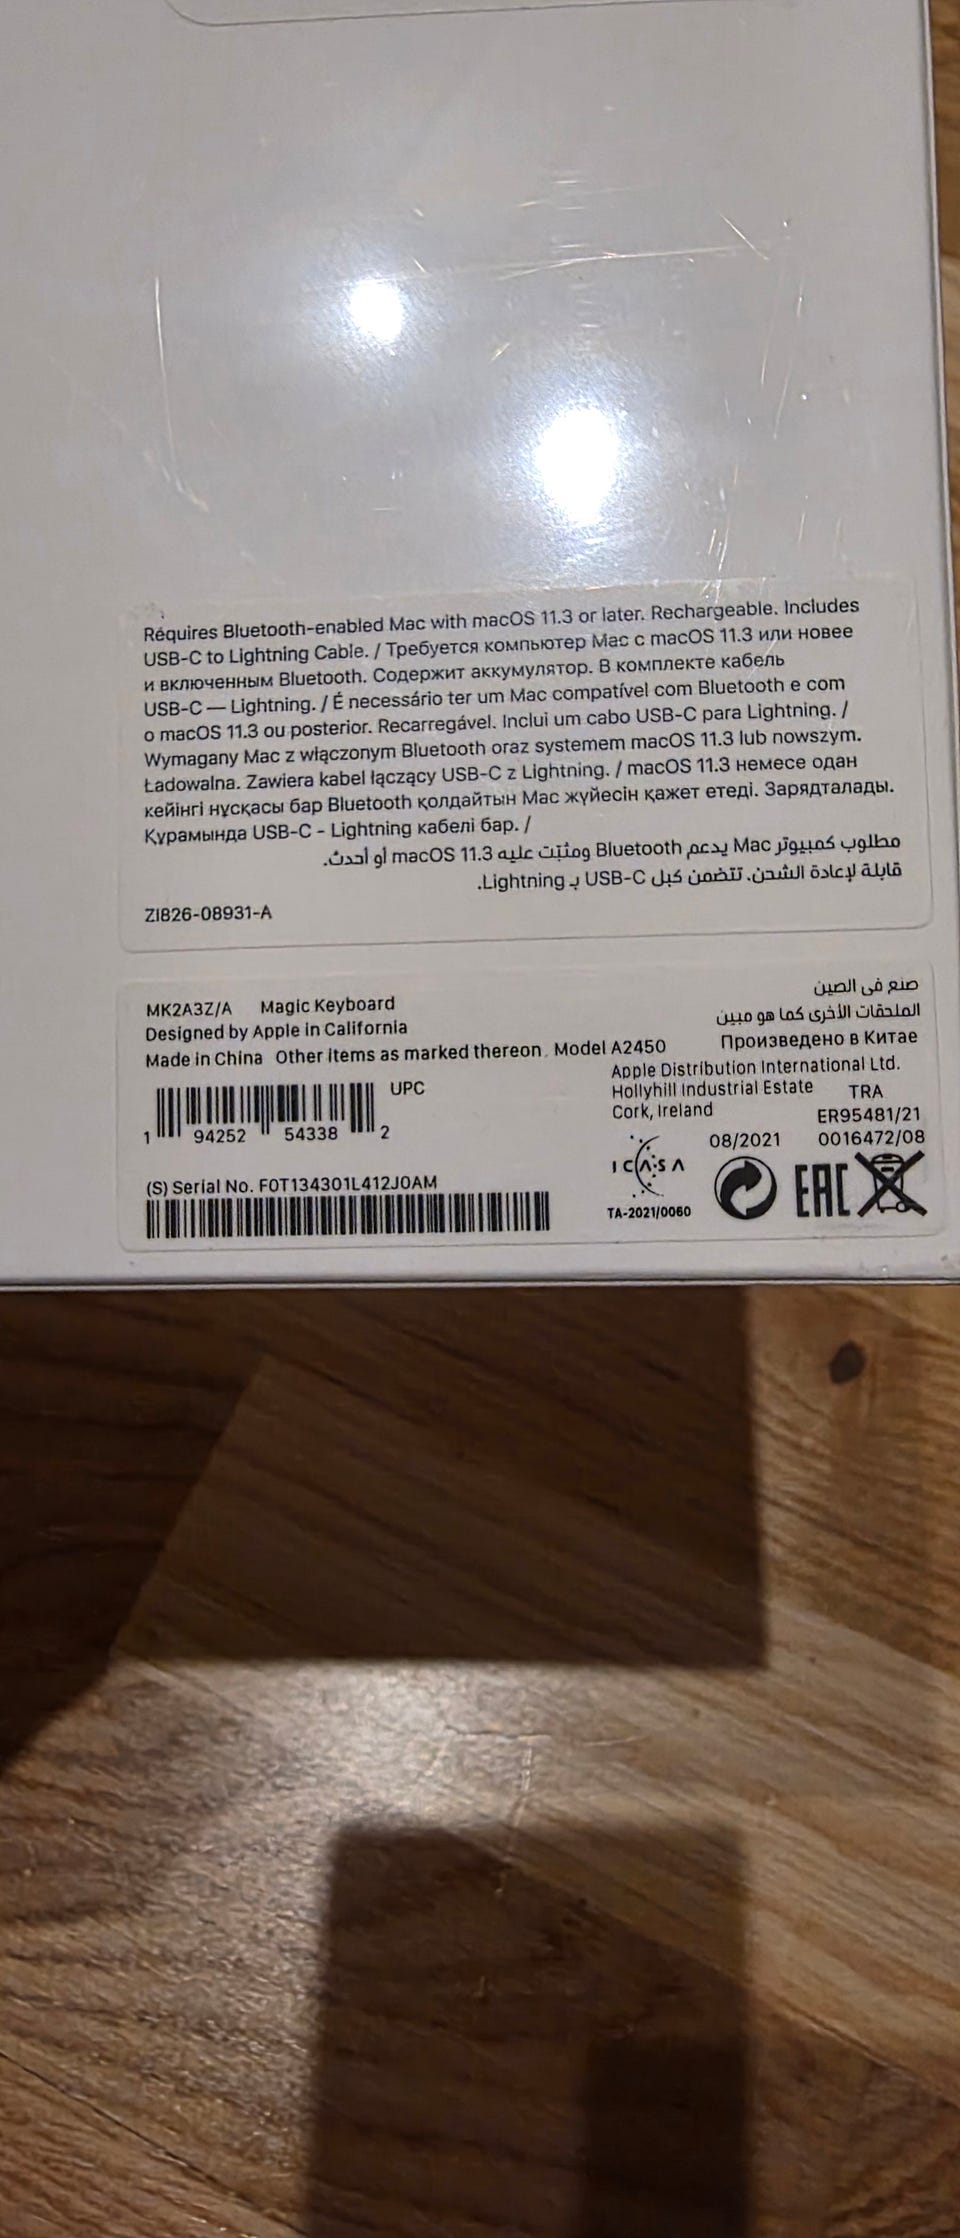 Requires Bluetooth-enabled Mac with macOS 11.3 or later. Rechargeable. Includes
USB-C to Lightning Cable. / Требуется компьютер Mac с macOS 11.3 или новее
и включенным Bluetooth. Содержит аккумулятор. В комплекте кабель
USB-C — Lightning. / É necessário ter um Mac compatível com Bluetooth e com
o macOS 11.3 ou posterior. Recarregável. Inclui um cabo USB-C para Lightning. /
Wymagany Mac z włączonym Bluetooth oraz systemem macOS 11.3 lub nowszym.
Ładowalna. Zawiera kabel łączący USB-C z Lightning. / macOS 11.3 немесе одан
кейінгі нұсқасы бар Bluetooth қолдайтын Mac жүйесін қажет етеді. Зарядталады.
Құрамында USB-C - Lightning кабелі бар. /
مطلوب كمبيوتر Mac يدعم Bluetooth ومثبّت عليه macOS 11.3 أو أحدث.
قابلة لإعادة الشحن. تتضمن كبل USB-C بـ Lightning.
ZI826-08931-A
MK2A3Z/A Magic Keyboard
Designed by Apple in California
Made in China Other items as marked thereon Model A2450
صنع في الصين
الملحقات الأخرى كما هو مبين
Произведено в Китае
Apple Distribution International Ltd.
Hollyhill Industrial Estate
Cork, Ireland
TRA
ER95481/21
0016472/08
08/2021
UPC
1 94252 54338 2
(S) Serial No. F0T134301L412J0AM
ICASA
TA-2021/0060
EAC